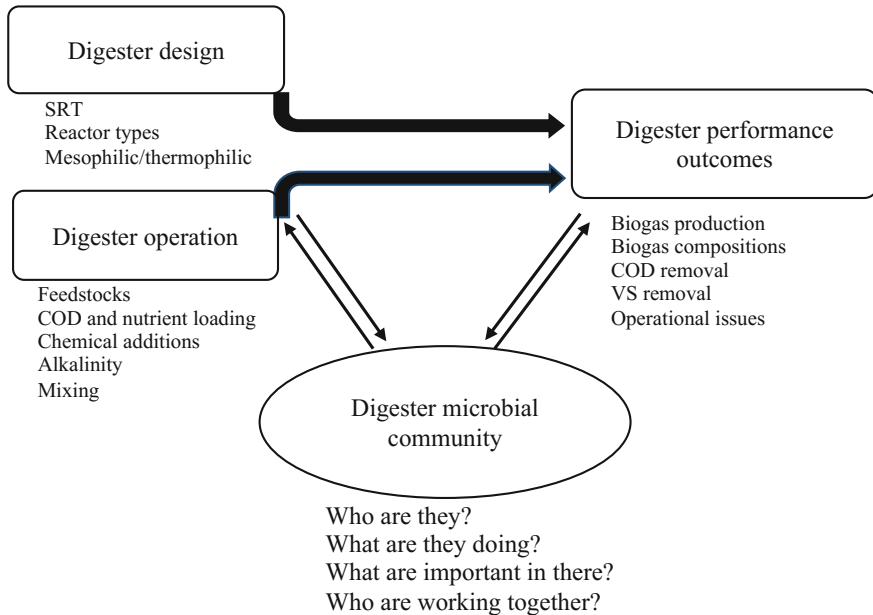 Digester design
SRT
Reactor types
Mesophilic/thermophilic
Digester operation
Feedstocks
COD and nutrient loading
Chemical additions
Alkalinity
Mixing
Digester performance
outcomes
Biogas production
Biogas compositions
COD removal
VS removal
Operational issues
Digester microbial
community
Who are they?
What are they doing?
What are important in there?
Who are working together?